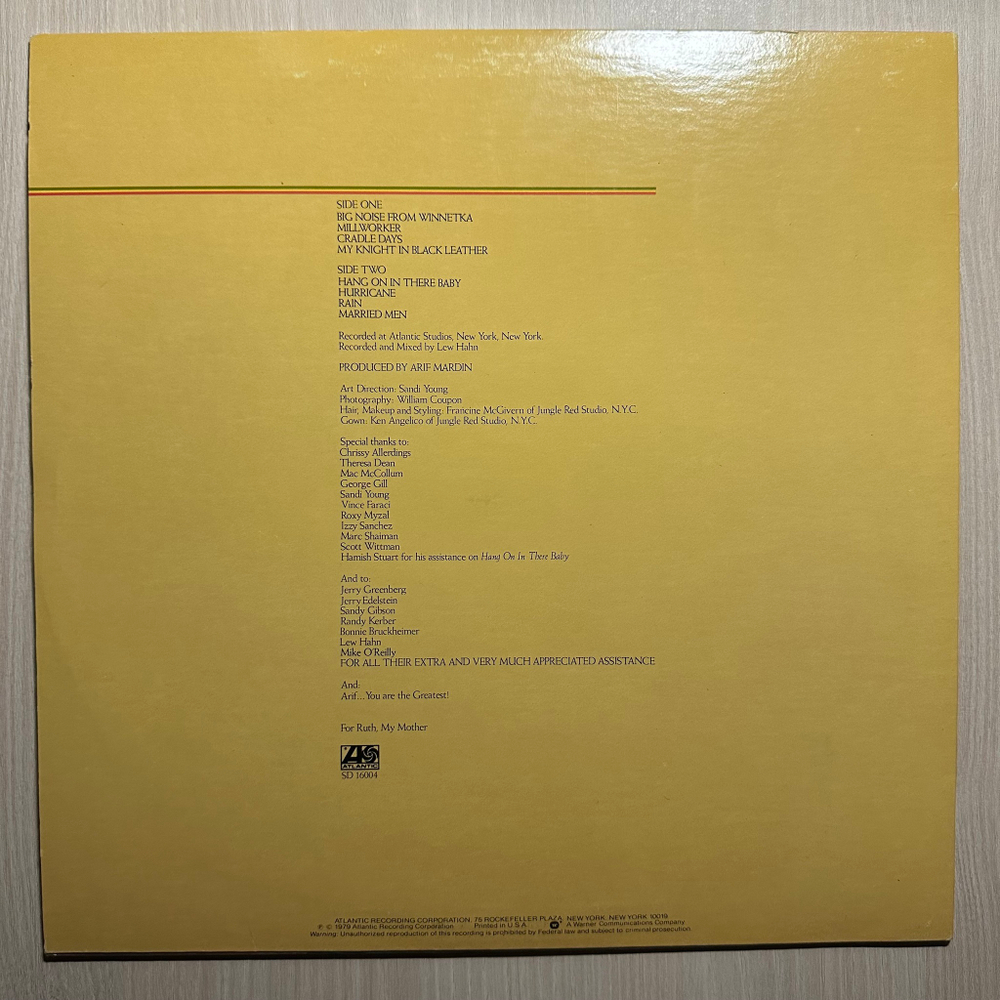 SIDE ONE
BIG NOISE FROM WINNETKA
MILLWORKER
CRADLE DAYS
MY KNIGHT IN BLACK LEATHER
SIDE TWO
HANG ON IN THERE BABY
HURRICANE
RAIN
MARRIED MEN
Recorded at Atlantic Studios, New York, New York.
Recorded and Mixed by Lew Hahn
PRODUCED BY ARIF MARDIN
Art Direction: Sandi Young
Photography: William Coupon
Hair, Makeup and Styling: Francine McGivern of Jungle Red Studio, N.Y.C.
Gown: Ken Angelico of Jungle Red Studio, N.Y.C.
Special thanks to:
Chrissy Allerdings
Theresa Dean
Mac McCollum
George Gill
Sandi Young
Vince Faraci
Roxy Myzal
Izzy Sanchez
Marc Shaiman
Scott Wittman
Hamish Stuart for his assistance on Hang On In There Baby
And to:
Jerry Greenberg
Jerry Edelstein
Sandy Gibson
Randy Kerber
Bonnie Bruckheimer
Lew Hahn
Mike O'Reilly
FOR ALL THEIR EXTRA AND VERY MUCH APPRECIATED ASSISTANCE
And:
Arif...You are the Greatest!
For Ruth, My Mother
ATLANTIC
SD 16004
ATLANTIC RECORDING CORPORATION, 75 ROCKEFELLER PLAZA, NEW YORK, NEW YORK 10019
℗ © 1979 Atlantic Recording Corporation · Printed in U.S.A. · A Warner Communications Company
Warning: Unauthorized reproduction of this recording is prohibited by Federal law and subject to criminal prosecution.